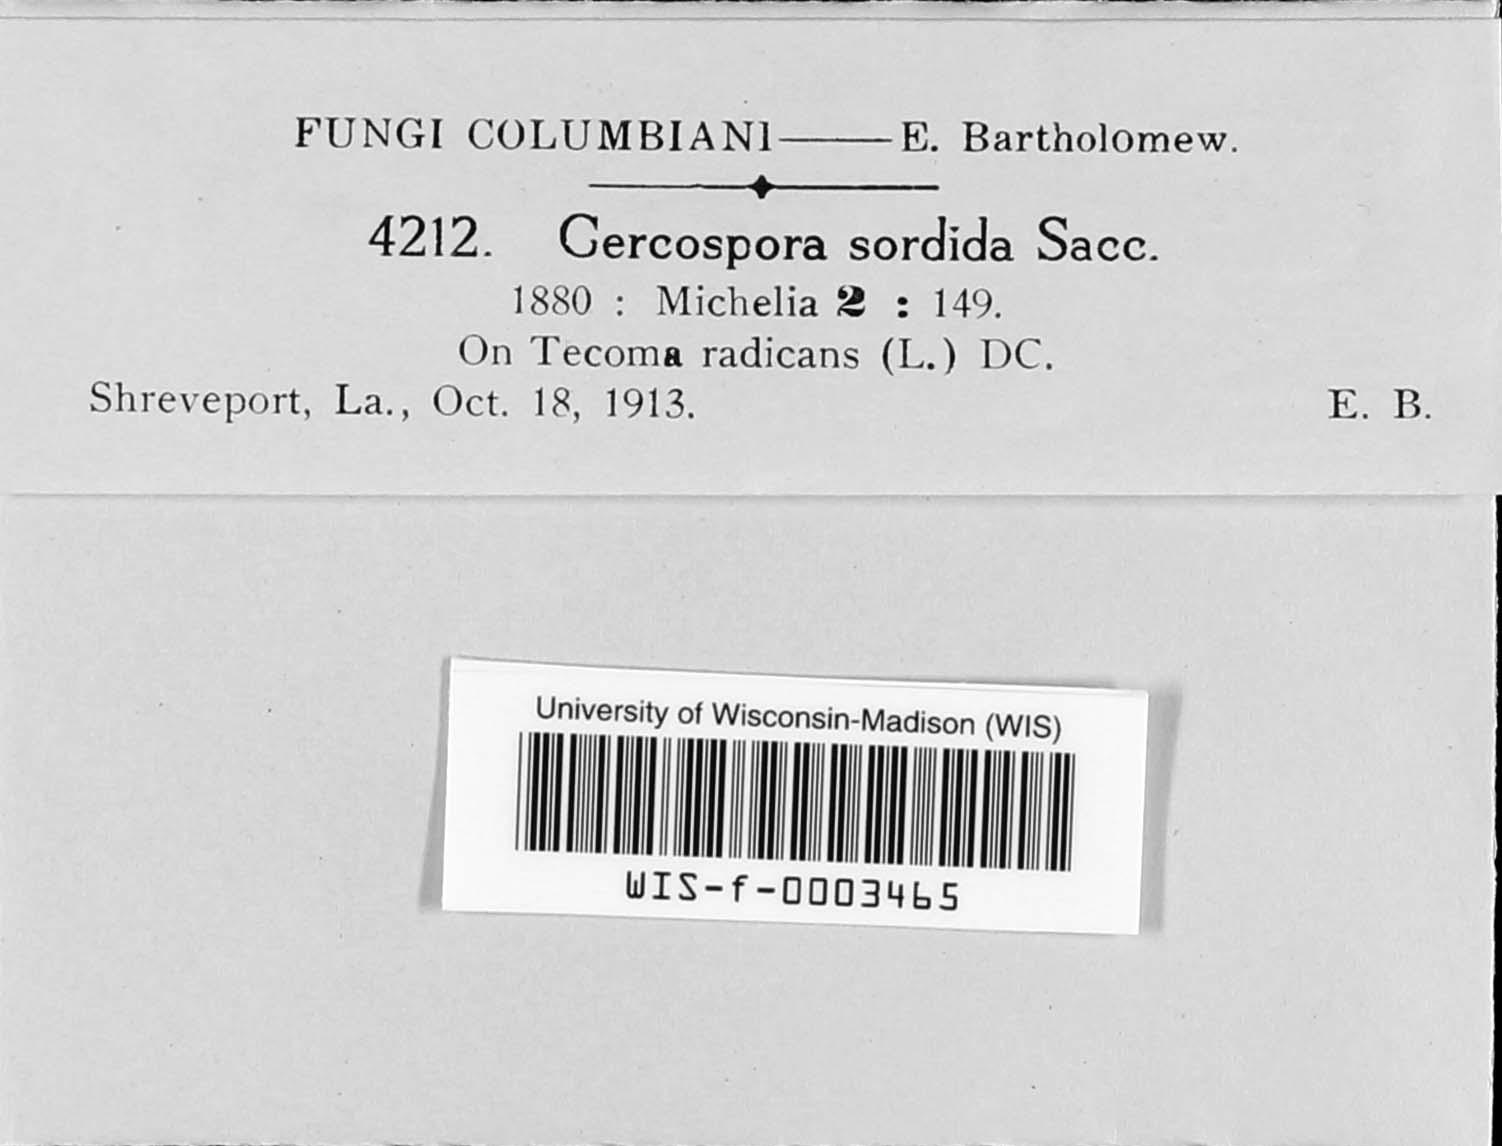 FUNGI COLUMBIANI——E. Bartholomew.
4212. Cercospora sordida Sacc.
1880 : Michelia 2 : 149.
On Tecoma radicans (L.) DC.
Shreveport, La., Oct. 18, 1913. E. B.
University of Wisconsin-Madison (WIS)
WIS-f-0003465